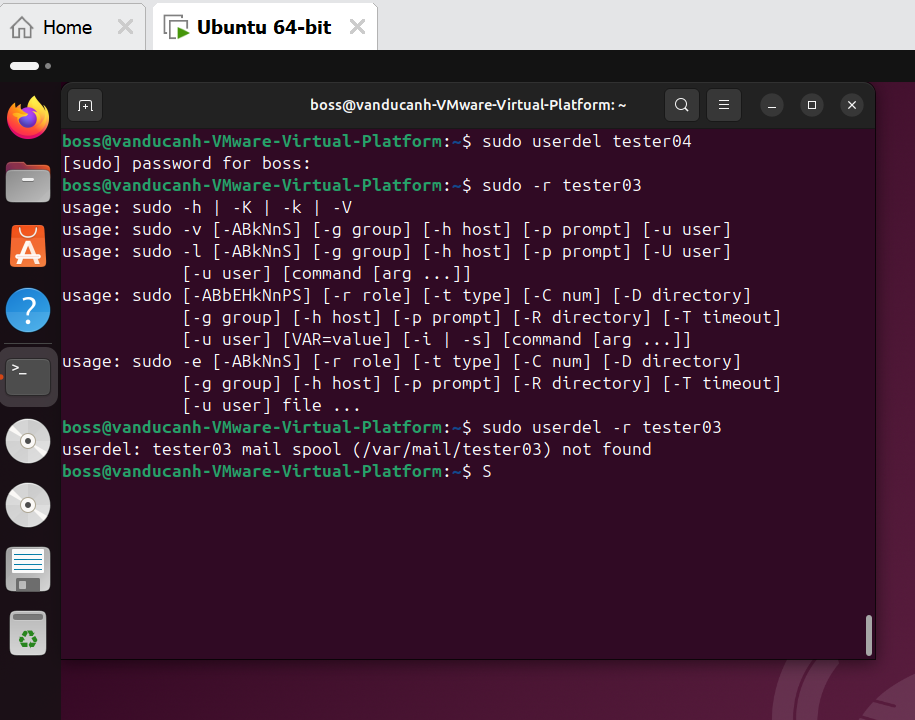 Home
Ubuntu 64-bit
boss@vanducanh-VMware-Virtual-Platform: ~
boss@vanducanh-VMware-Virtual-Platform:~$ sudo userdel tester04
[sudo] password for boss:
boss@vanducanh-VMware-Virtual-Platform:~$ sudo -r tester03
usage: sudo -h | -K | -k | -V
usage: sudo -v [-ABkNnS] [-g group] [-h host] [-p prompt] [-u user]
usage: sudo -l [-ABkNnS] [-g group] [-h host] [-p prompt] [-U user]
            [-u user] [command [arg ...]]
usage: sudo [-ABbEHkNnPS] [-r role] [-t type] [-C num] [-D directory]
            [-g group] [-h host] [-p prompt] [-R directory] [-T timeout]
            [-u user] [VAR=value] [-i | -s] [command [arg ...]]
usage: sudo -e [-ABkNnS] [-r role] [-t type] [-C num] [-D directory]
            [-g group] [-h host] [-p prompt] [-R directory] [-T timeout]
            [-u user] file ...
boss@vanducanh-VMware-Virtual-Platform:~$ sudo userdel -r tester03
userdel: tester03 mail spool (/var/mail/tester03) not found
boss@vanducanh-VMware-Virtual-Platform:~$ S